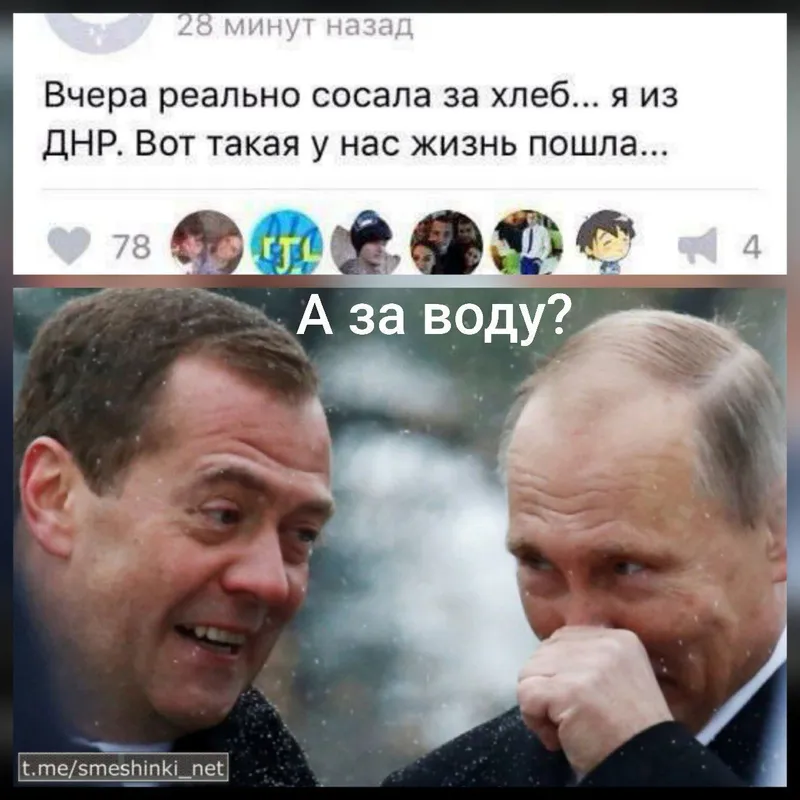 28 минут назад
Вчера реально сосала за хлеб... я из
ДНР. Вот такая у нас жизнь пошла...
78
4
А за воду?
t.me/smeshinki_net